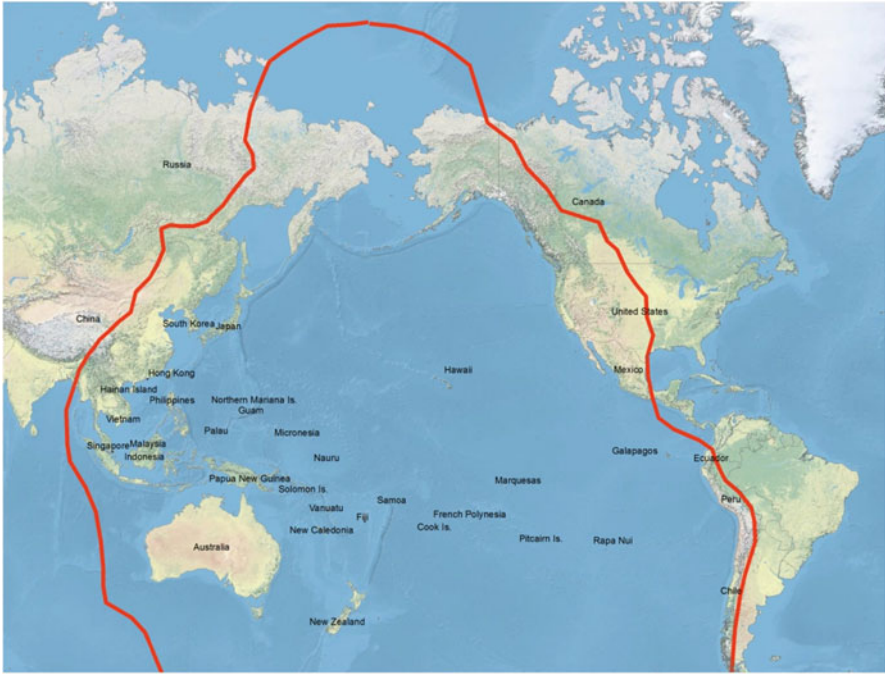 Russia
Canada
United States
China
South Korea
Japan
Hawaii
Mexico
Hong Kong
Hainan Island
Philippines
Northern Mariana Is.
Guam
Vietnam
Palau
Micronesia
Singapore
Malaysia
Indonesia
Nauru
Galapagos
Ecuador
Papua New Guinea
Solomon Is.
Marquesas
Peru
Samoa
Vanuatu
Fiji
French Polynesia
New Caledonia
Cook Is.
Pitcairn Is.
Rapa Nui
Australia
Chile
New Zealand